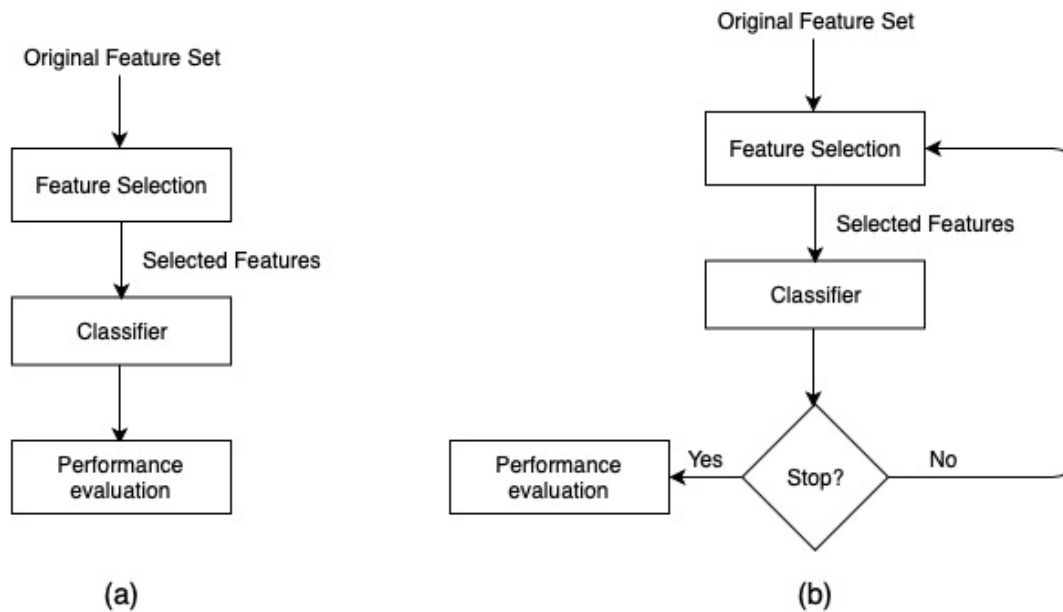 Original Feature Set
Feature Selection
Selected Features
Classifier
Performance
evaluation
(a)
Original Feature Set
Feature Selection
Selected Features
Classifier
Stop?
Yes
No
Performance
evaluation
(b)